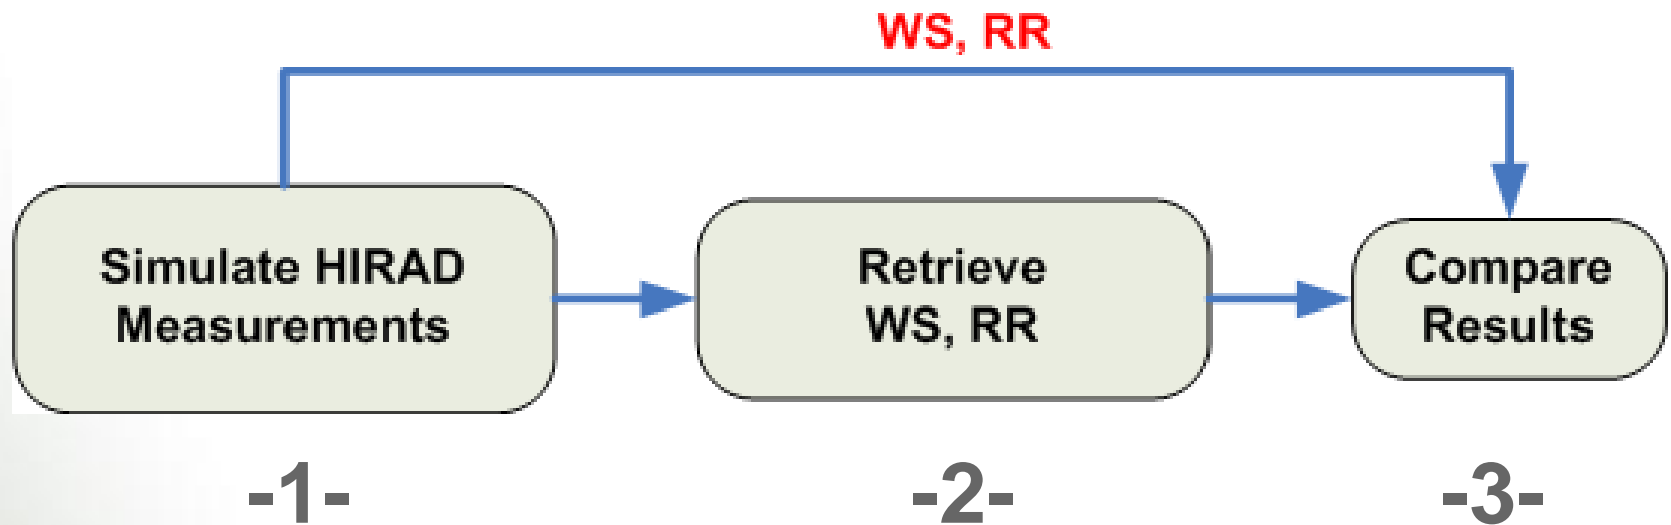 WS, RR
Simulate HIRAD
Measurements
Retrieve
WS, RR
Compare
Results
-1-
-2-
-3-